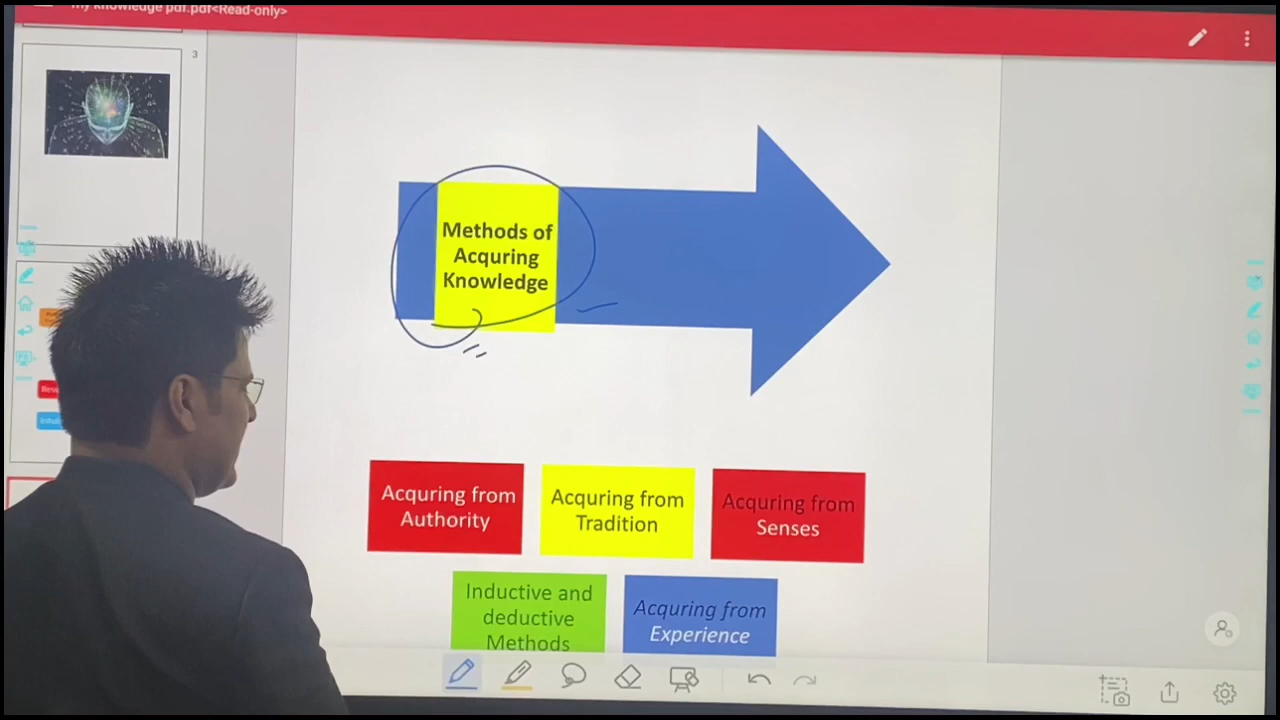 my knowledge pdf.pdf<Read-only>
3
Methods of
Acquring
Knowledge
Acquring from
Authority
Acquring from
Tradition
Acquring from
Senses
Inductive and
deductive
Methods
Acquring from
Experience